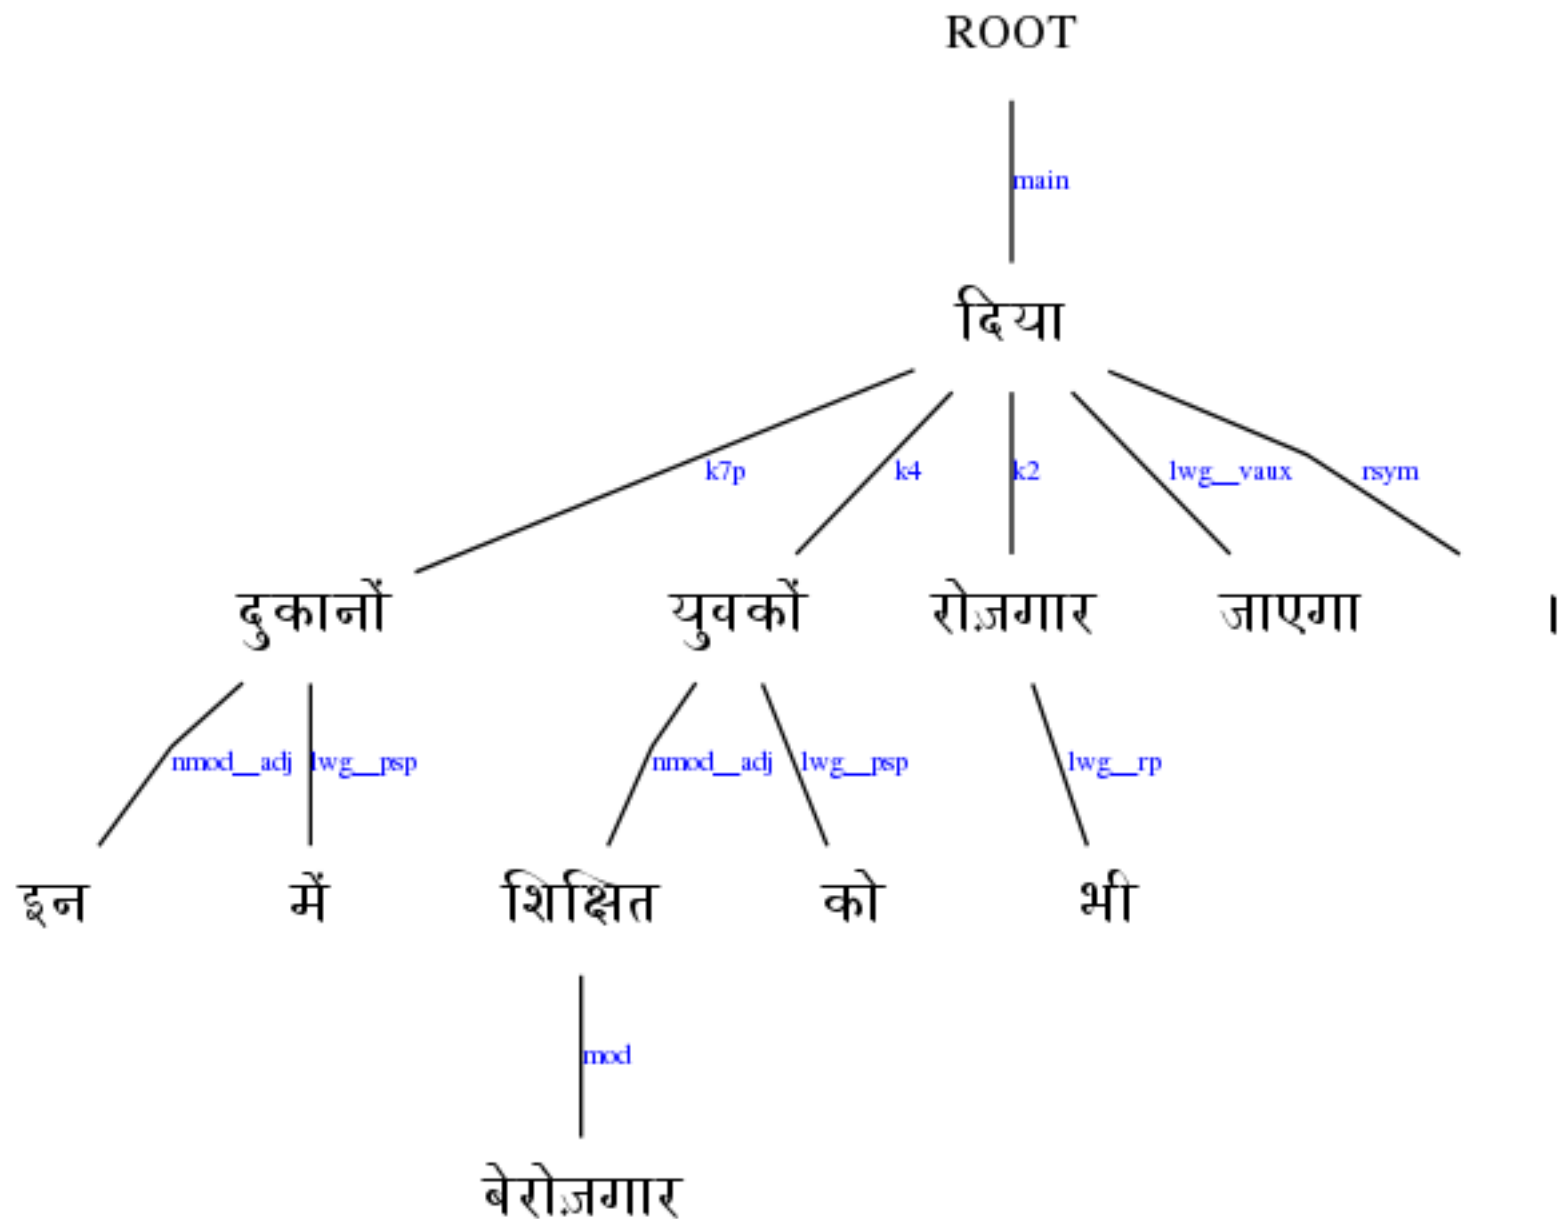 ROOT
main
दिया
k7p k4 k2 lwg__vaux rsym
दुकानों युवकों रोज़गार जाएगा ।
nmod__adj lwg__psp nmod__adj lwg__psp lwg__rp
इन में शिक्षित को भी
mod
बेरोज़गार